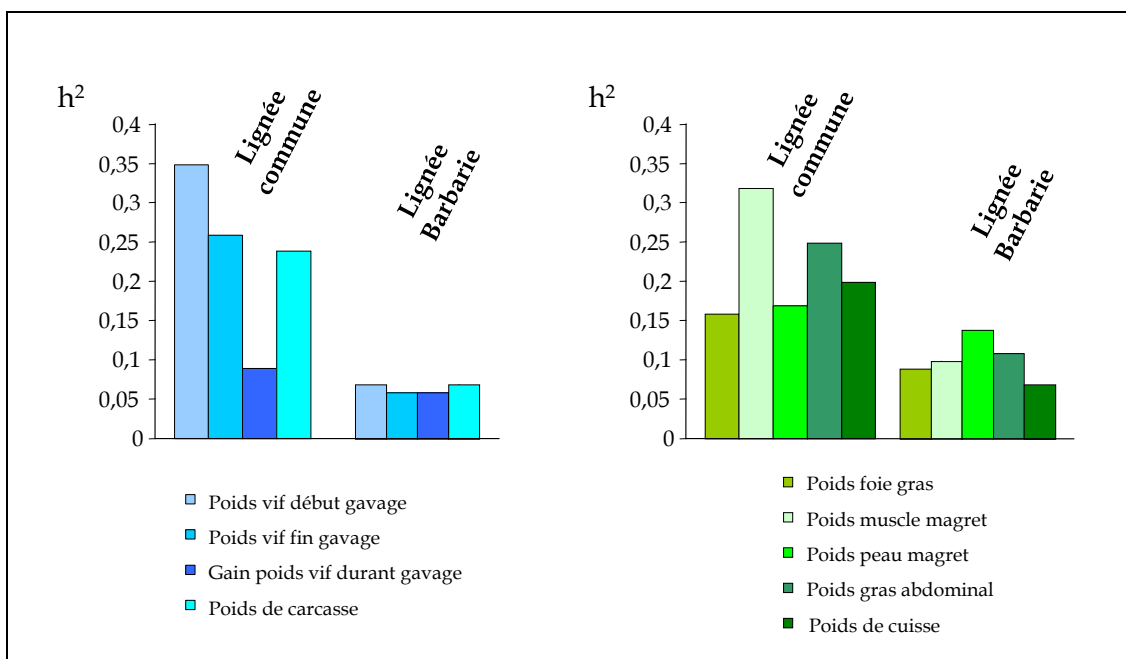 h²
Lignée
commune
Lignée
Barbarie
0,4
0,35
0,3
0,25
0,2
0,15
0,1
0,05
0
Poids vif début gavage
Poids vif fin gavage
Gain poids vif durant gavage
Poids de carcasse
h²
Lignée
commune
Lignée
Barbarie
0,4
0,35
0,3
0,25
0,2
0,15
0,1
0,05
0
Poids foie gras
Poids muscle magret
Poids peau magret
Poids gras abdominal
Poids de cuisse